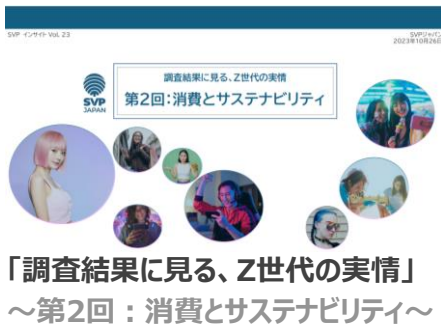 SVP インサイト Vol. 23
SVPジャパン
2023年10月26日
SVP
JAPAN
調査結果に見る、Z世代の実情
第2回：消費とサステナビリティ
「調査結果に見る、Z世代の実情」
～第2回：消費とサステナビリティ～